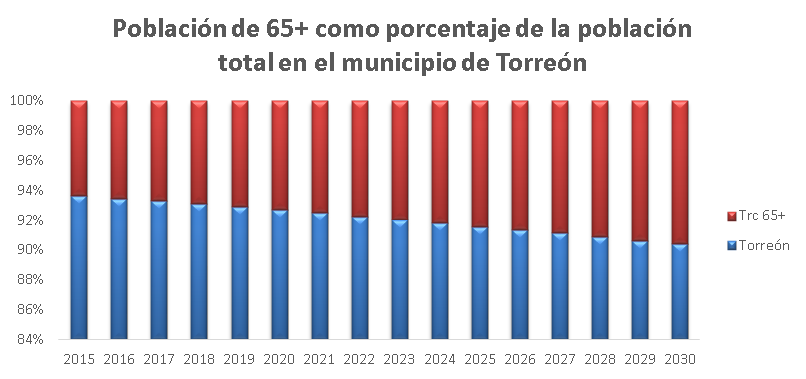 Población de 65+ como porcentaje de la población
total en el municipio de Torreón
100%
98%
96%
94%
92%
90%
88%
86%
84%
2015 2016 2017 2018 2019 2020 2021 2022 2023 2024 2025 2026 2027 2028 2029 2030
Trc 65+
Torreón